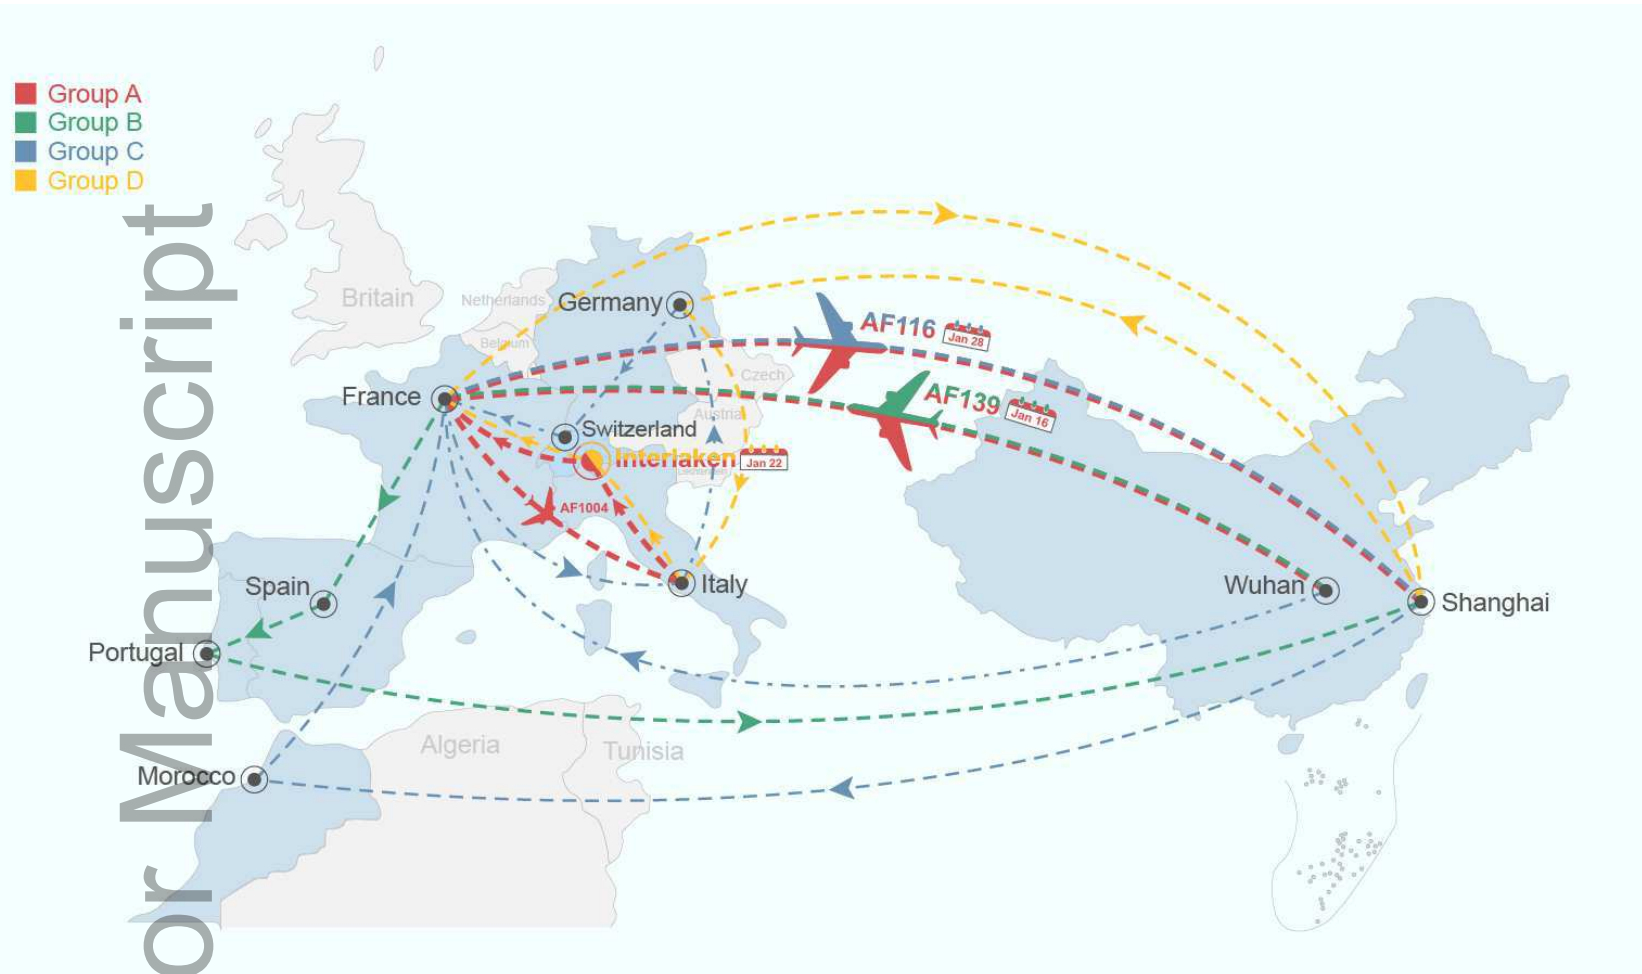 Group A
Group B
Group C
Group D
or Manuscript
Britain
Netherlands
Germany
Belgium
AF116
Jan 28
France
Czech
AF139
Jan 16
Austria
Switzerland
Interlaken
Jan 22
AF1004
Spain
Italy
Wuhan
Shanghai
Portugal
Algeria
Tunisia
Morocco